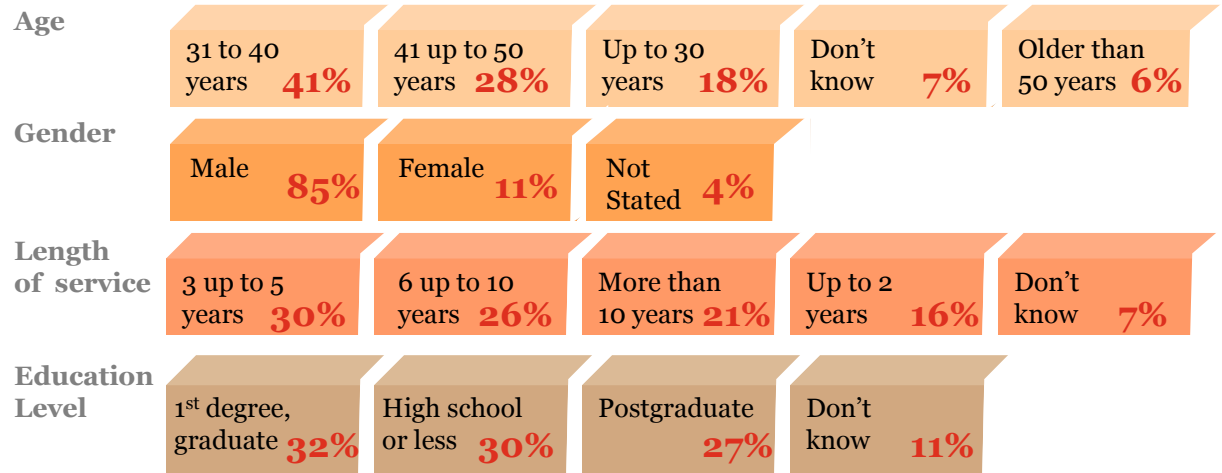 Age
31 to 40
years 41%
41 up to 50
years 28%
Up to 30
years 18%
Don't
know 7%
Older than
50 years 6%
Gender
Male 85%
Female 11%
Not
Stated 4%
Length
of service
3 up to 5
years 30%
6 up to 10
years 26%
More than
10 years 21%
Up to 2
years 16%
Don't
know 7%
Education
Level
1st degree,
graduate 32%
High school
or less 30%
Postgraduate
27%
Don't
know 11%